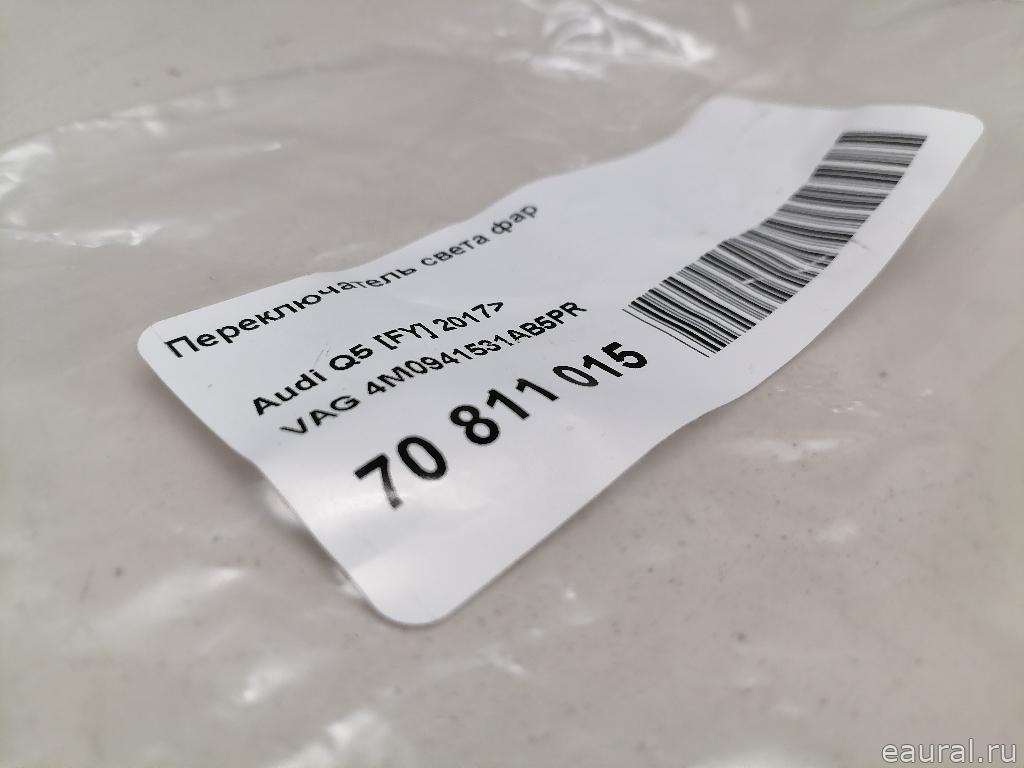 Переключатель света фар
Audi Q5 [FY] 2017>
VAG 4M0941531AB5PR
70 811 015
eaural.ru